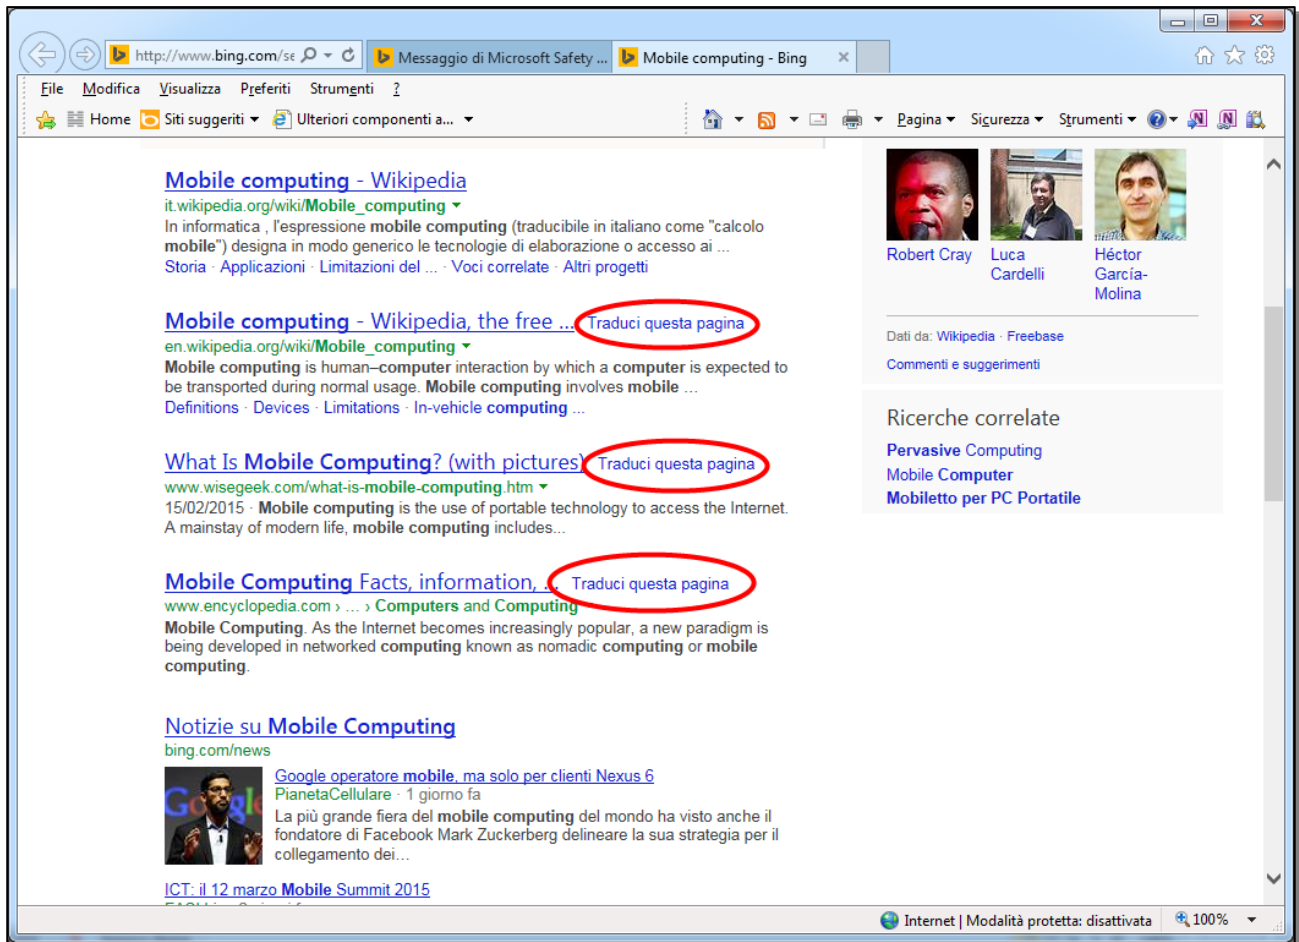 http://www.bing.com/se
Messaggio di Microsoft Safety ...
Mobile computing - Bing
File Modifica Visualizza Preferiti Strumenti ?
Home Siti suggeriti Ulteriori componenti a...
Pagina Sicurezza Strumenti
Mobile computing - Wikipedia
it.wikipedia.org/wiki/Mobile_computing
In informatica , l'espressione mobile computing (traducibile in italiano come "calcolo
mobile") designa in modo generico le tecnologie di elaborazione o accesso ai ...
Storia · Applicazioni · Limitazioni del ... · Voci correlate · Altri progetti
Mobile computing - Wikipedia, the free ... Traduci questa pagina
en.wikipedia.org/wiki/Mobile_computing
Mobile computing is human–computer interaction by which a computer is expected to
be transported during normal usage. Mobile computing involves mobile ...
Definitions · Devices · Limitations · In-vehicle computing ...
What Is Mobile Computing? (with pictures) Traduci questa pagina
www.wisegeek.com/what-is-mobile-computing.htm
15/02/2015 · Mobile computing is the use of portable technology to access the Internet.
A mainstay of modern life, mobile computing includes...
Mobile Computing Facts, information, ... Traduci questa pagina
www.encyclopedia.com › ... › Computers and Computing
Mobile Computing. As the Internet becomes increasingly popular, a new paradigm is
being developed in networked computing known as nomadic computing or mobile
computing.
Notizie su Mobile Computing
bing.com/news
Google operatore mobile, ma solo per clienti Nexus 6
PianetaCellulare · 1 giorno fa
La più grande fiera del mobile computing del mondo ha visto anche il
fondatore di Facebook Mark Zuckerberg delineare la sua strategia per il
collegamento dei...
ICT: il 12 marzo Mobile Summit 2015
Robert Cray
Luca
Cardelli
Héctor
García-
Molina
Dati da: Wikipedia · Freebase
Commenti e suggerimenti
Ricerche correlate
Pervasive Computing
Mobile Computer
Mobiletto per PC Portatile
Internet | Modalità protetta: disattivata
100%